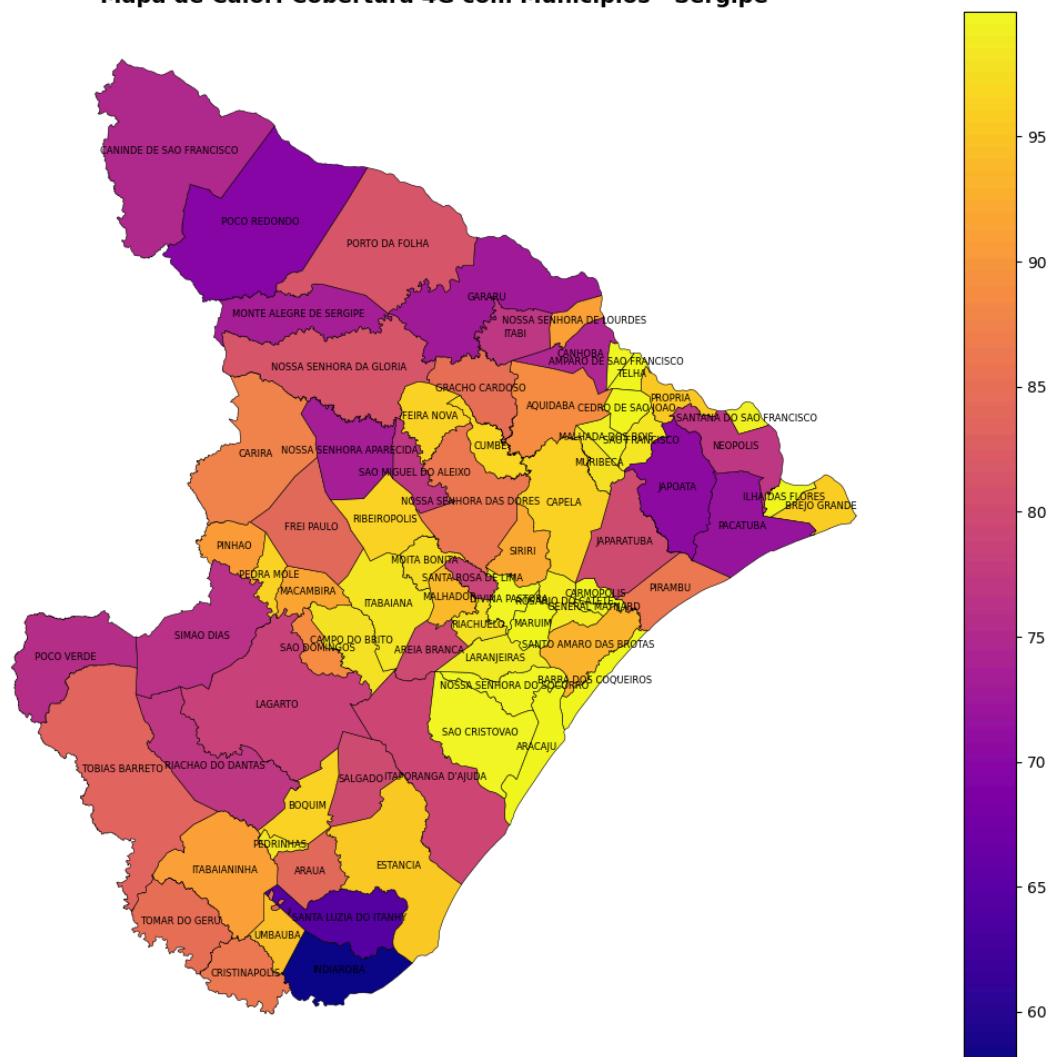 Mapa de Calor: Cobertura 4G com Municípios - Sergipe
CANINDE DE SAO FRANCISCO
POCO REDONDO
PORTO DA FOLHA
GARARU
MONTE ALEGRE DE SERGIPE
NOSSA SENHORA DE LOURDES
ITABI
CANHOBA
AMPARO DE SAO FRANCISCO
NOSSA SENHORA DA GLORIA
TELHA
GRACHO CARDOSO
PROPRIA
AQUIDABA
CEDRO DE SAO JOAO
FEIRA NOVA
SANTANA DO SAO FRANCISCO
MALHADA DOS BOIS
SAO FRANCISCO
CUMBE
NEOPOLIS
NOSSA SENHORA APARECIDA
CARIRA
MURIBECA
SAO MIGUEL DO ALEIXO
JAPOATA
ILHA DAS FLORES
NOSSA SENHORA DAS DORES
CAPELA
BREJO GRANDE
RIBEIROPOLIS
FREI PAULO
PACATUBA
JAPARATUBA
PINHAO
SIRIRI
MOITA BONITA
PEDRA MOLE
SANTA ROSA DE LIMA
PIRAMBU
MACAMBIRA
CARMOPOLIS
MALHADOR
DIVINA PASTORA
ROSARIO DO CATETE
ITABAIANA
GENERAL MAYNARD
RIACHUELO
MARUIM
SIMAO DIAS
CAMPO DO BRITO
SANTO AMARO DAS BROTAS
SAO DOMINGOS
AREIA BRANCA
POCO VERDE
LARANJEIRAS
BARRA DOS COQUEIROS
NOSSA SENHORA DO SOCORRO
LAGARTO
SAO CRISTOVAO
ARACAJU
RIACHAO DO DANTAS
TOBIAS BARRETO
ITAPORANGA D'AJUDA
SALGADO
BOQUIM
PEDRINHAS
ESTANCIA
ITABAIANINHA
ARAUA
SANTA LUZIA DO ITANHY
TOMAR DO GERU
UMBAUBA
INDIAROBA
CRISTINAPOLIS
95
90
85
80
75
70
65
60